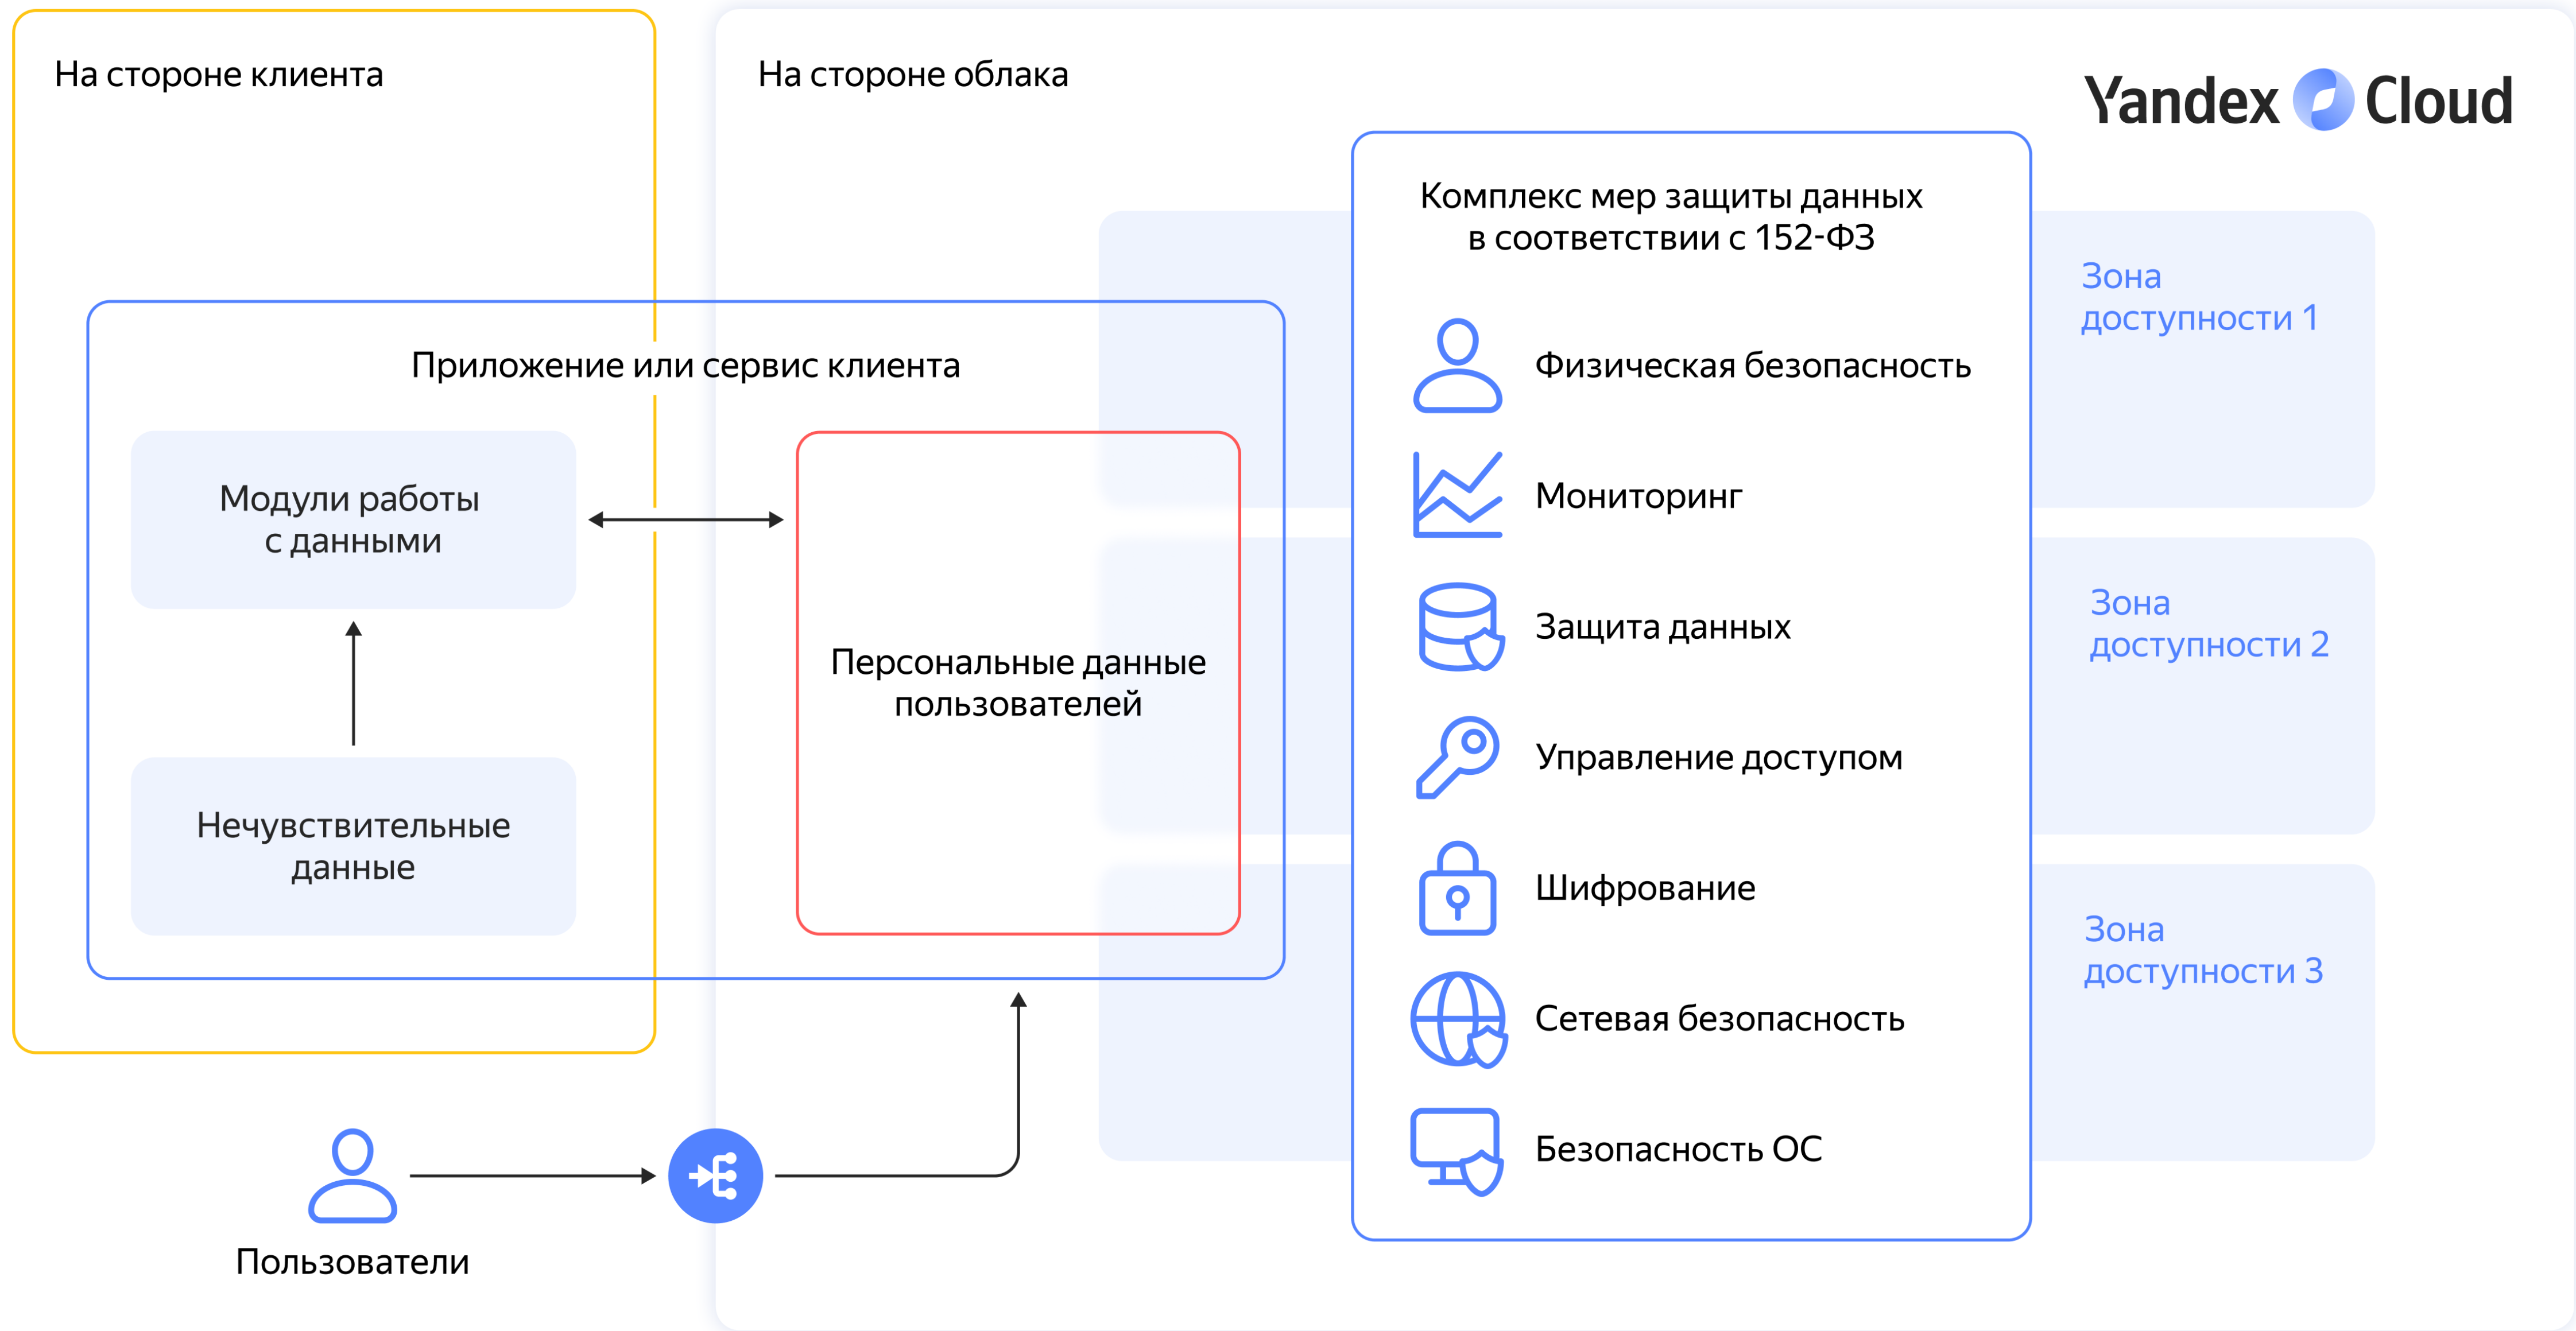 На стороне клиента
На стороне облака
Yandex Cloud
Комплекс мер защиты данных
в соответствии с 152-ФЗ
Зона
доступности 1
Приложение или сервис клиента
Физическая безопасность
Модули работы
с данными
Мониторинг
Защита данных
Зона
доступности 2
Персональные данные
пользователей
Управление доступом
Нечувствительные
данные
Шифрование
Зона
доступности 3
Сетевая безопасность
Безопасность ОС
Пользователи